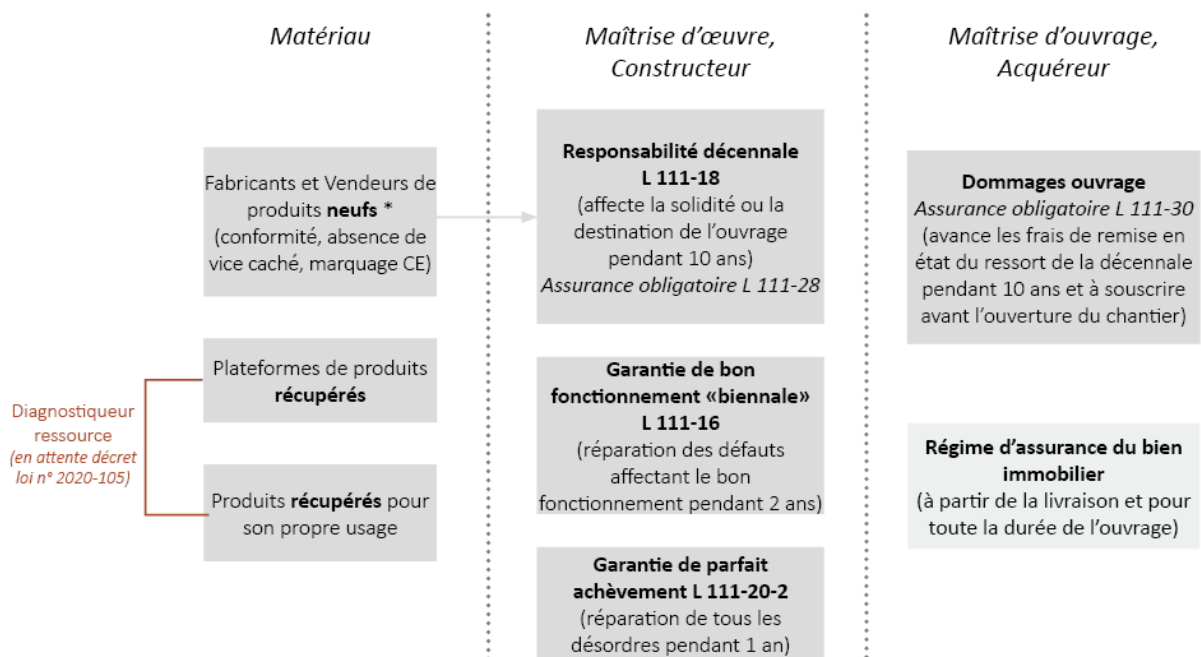 Matériau
Maîtrise d’œuvre,
Constructeur
Maîtrise d’ouvrage,
Acquéreur
Fabricants et Vendeurs de
produits neufs *
(conformité, absence de
vice caché, marquage CE)
Plateformes de produits
récupérés
Diagnostiqueur
ressource
(en attente décret
loi n° 2020-105)
Produits récupérés pour
son propre usage
Responsabilité décennale
L 111-18
(affecte la solidité ou la
destination de l’ouvrage
pendant 10 ans)
Assurance obligatoire L 111-28
Garantie de bon
fonctionnement «biennale»
L 111-16
(réparation des défauts
affectant le bon
fonctionnement pendant 2 ans)
Garantie de parfait
achèvement L 111-20-2
(réparation de tous les
désordres pendant 1 an)
Dommages ouvrage
Assurance obligatoire L 111-30
(avance les frais de remise en
état du ressort de la décennale
pendant 10 ans et à souscrire
avant l’ouverture du chantier)
Régime d’assurance du bien
immobilier
(à partir de la livraison et pour
toute la durée de l’ouvrage)